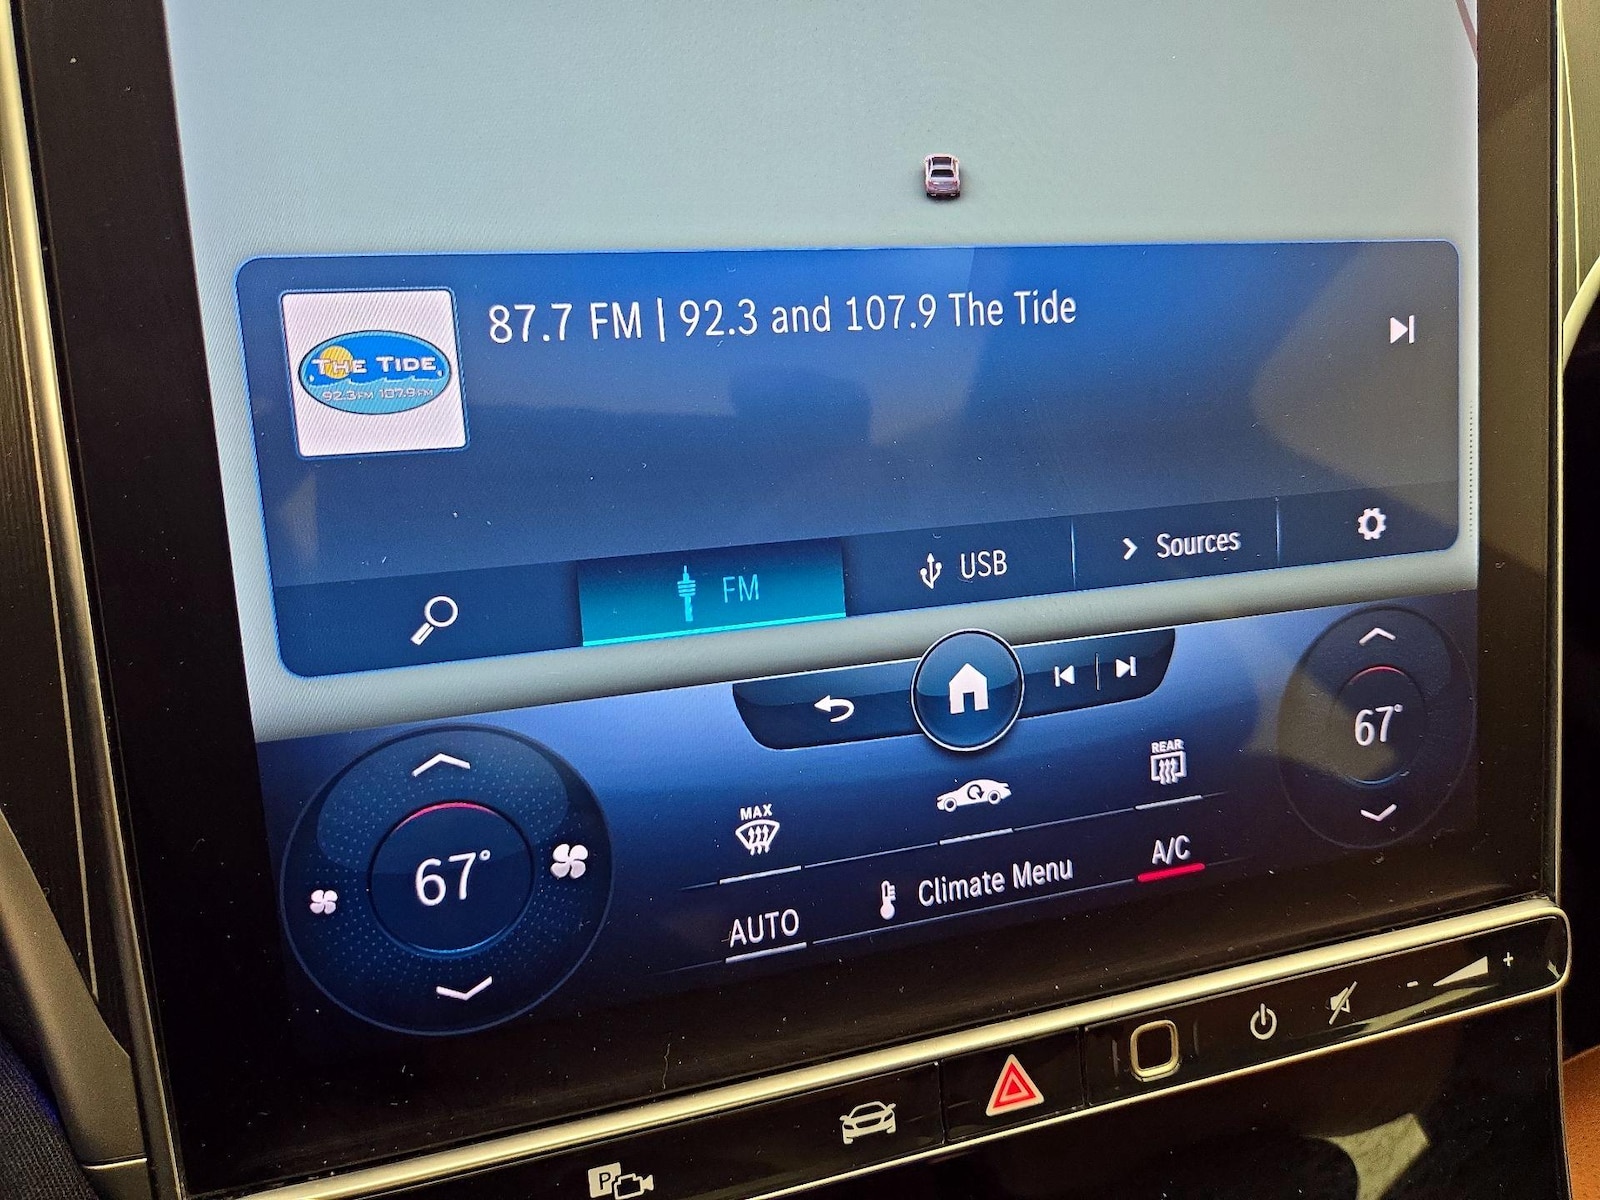 87.7 FM | 92.3 and 107.9 The Tide
THE TIDE
92.3FM 107.9FM
FM
USB
Sources
67°
67°
MAX
REAR
AUTO
Climate Menu
A/C
- +
P